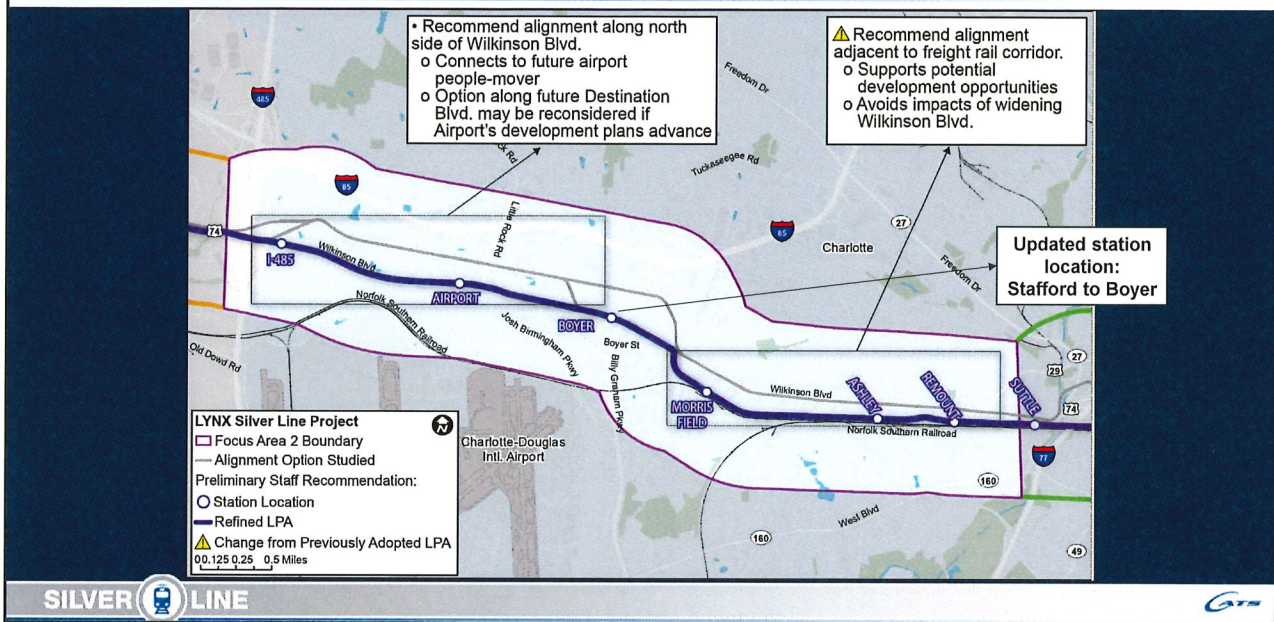 • Recommend alignment along north
side of Wilkinson Blvd.
o Connects to future airport
people-mover
o Option along future Destination
Blvd. may be reconsidered if
Airport's development plans advance
Recommend alignment
adjacent to freight rail corridor.
o Supports potential
development opportunities
o Avoids impacts of widening
Wilkinson Blvd.
Updated station
location:
Stafford to Boyer
485
85
Freedom Dr
ck Rd
Tuckaseegee Rd
85
27
Charlotte
Freedom Dr
74
I-485
Wilkinson Blvd
Little Rock Rd
AIRPORT
Norfolk Southern Railroad
BOYER
Josh Birmingham Pkwy
Boyer St
Billy Graham Pkwy
Old Dowd Rd
MORRIS
FIELD
Wilkinson Blvd
ASHLEY
REMOUNT
SUTTLE
Norfolk Southern Railroad
27
29
74
77
160
West Blvd
160
49
Charlotte-Douglas
Intl. Airport
LYNX Silver Line Project
N
Focus Area 2 Boundary
Alignment Option Studied
Preliminary Staff Recommendation:
Station Location
Refined LPA
Change from Previously Adopted LPA
0 0.125 0.25 0.5 Miles
SILVER LINE
CATS